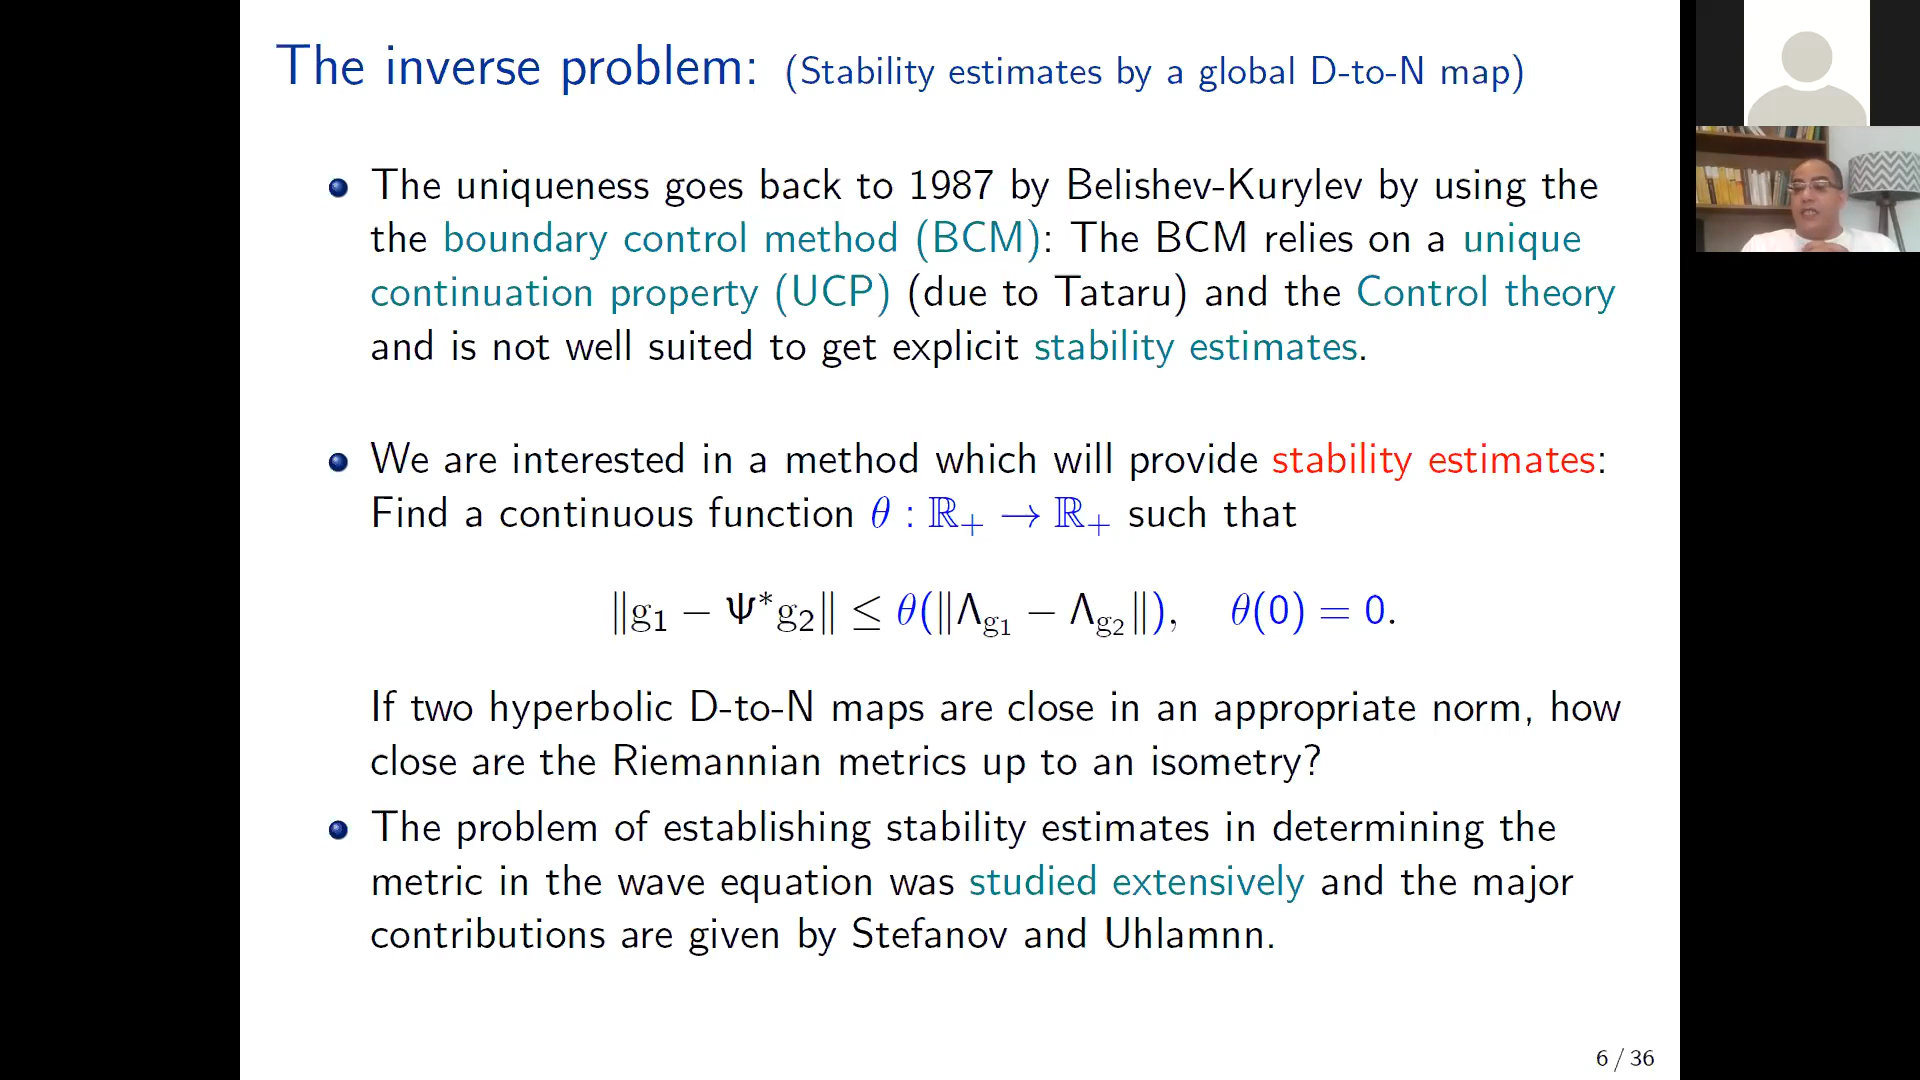 The inverse problem: (Stability estimates by a global D-to-N map)
The uniqueness goes back to 1987 by Belishev-Kurylev by using the
the boundary control method (BCM): The BCM relies on a unique
continuation property (UCP) (due to Tataru) and the Control theory
and is not well suited to get explicit stability estimates.
We are interested in a method which will provide stability estimates:
Find a continuous function θ : ℝ₊ → ℝ₊ such that
‖g₁ − Ψ*g₂‖ ≤ θ(‖Λ_g₁ − Λ_g₂‖), θ(0) = 0.
If two hyperbolic D-to-N maps are close in an appropriate norm, how
close are the Riemannian metrics up to an isometry?
The problem of establishing stability estimates in determining the
metric in the wave equation was studied extensively and the major
contributions are given by Stefanov and Uhlamnn.
6 / 36